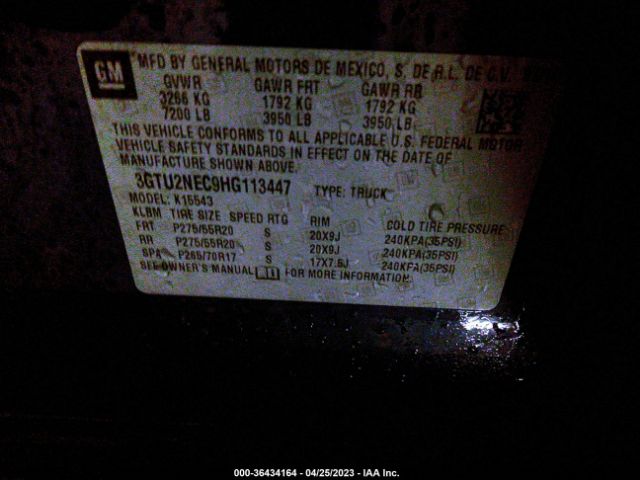 GM
MFD BY GENERAL MOTORS DE MEXICO, S. DE R.L. DE C.V.
GVWR GAWR FRT GAWR RR
3266 KG 1792 KG 1792 KG
7200 LB 3950 LB 3950 LB
THIS VEHICLE CONFORMS TO ALL APPLICABLE U.S. FEDERAL MOTOR
VEHICLE SAFETY STANDARDS IN EFFECT ON THE DATE OF
MANUFACTURE SHOWN ABOVE.
3GTU2NEC9HG113447 TYPE: TRUCK
MODEL: K15543
KLBM TIRE SIZE SPEED RTG RIM COLD TIRE PRESSURE
FRT P275/55R20 S 20X9J 240KPA(35PSI)
RR P275/55R20 S 20X9J 240KPA(35PSI)
SPA P265/70R17 S 17X7.5J 240KPA(35PSI)
SEE OWNER'S MANUAL FOR MORE INFORMATION
000-36434164 - 04/25/2023 - IAA Inc.